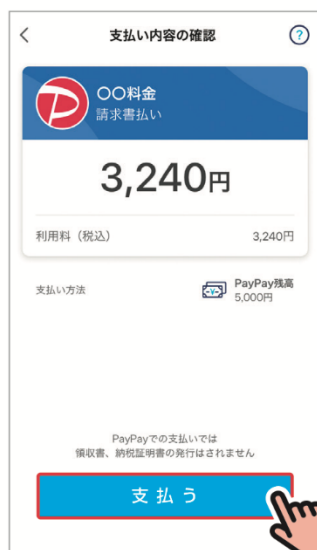 支払い内容の確認
?
〇〇料金
請求書払い
3,240円
利用料（税込）
3,240円
支払い方法
PayPay残高
5,000円
PayPayでの支払いでは
領収書、納税証明書の発行はされません
支払う